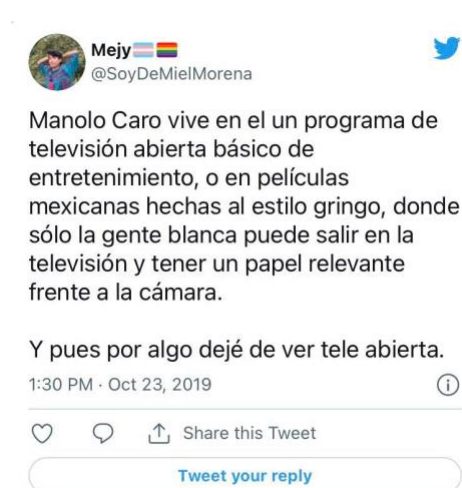 Mejy
@SoyDeMielMorena
Manolo Caro vive en el un programa de
televisión abierta básico de
entretenimiento, o en películas
mexicanas hechas al estilo gringo, donde
sólo la gente blanca puede salir en la
televisión y tener un papel relevante
frente a la cámara.
Y pues por algo dejé de ver tele abierta.
1:30 PM · Oct 23, 2019
Share this Tweet
Tweet your reply